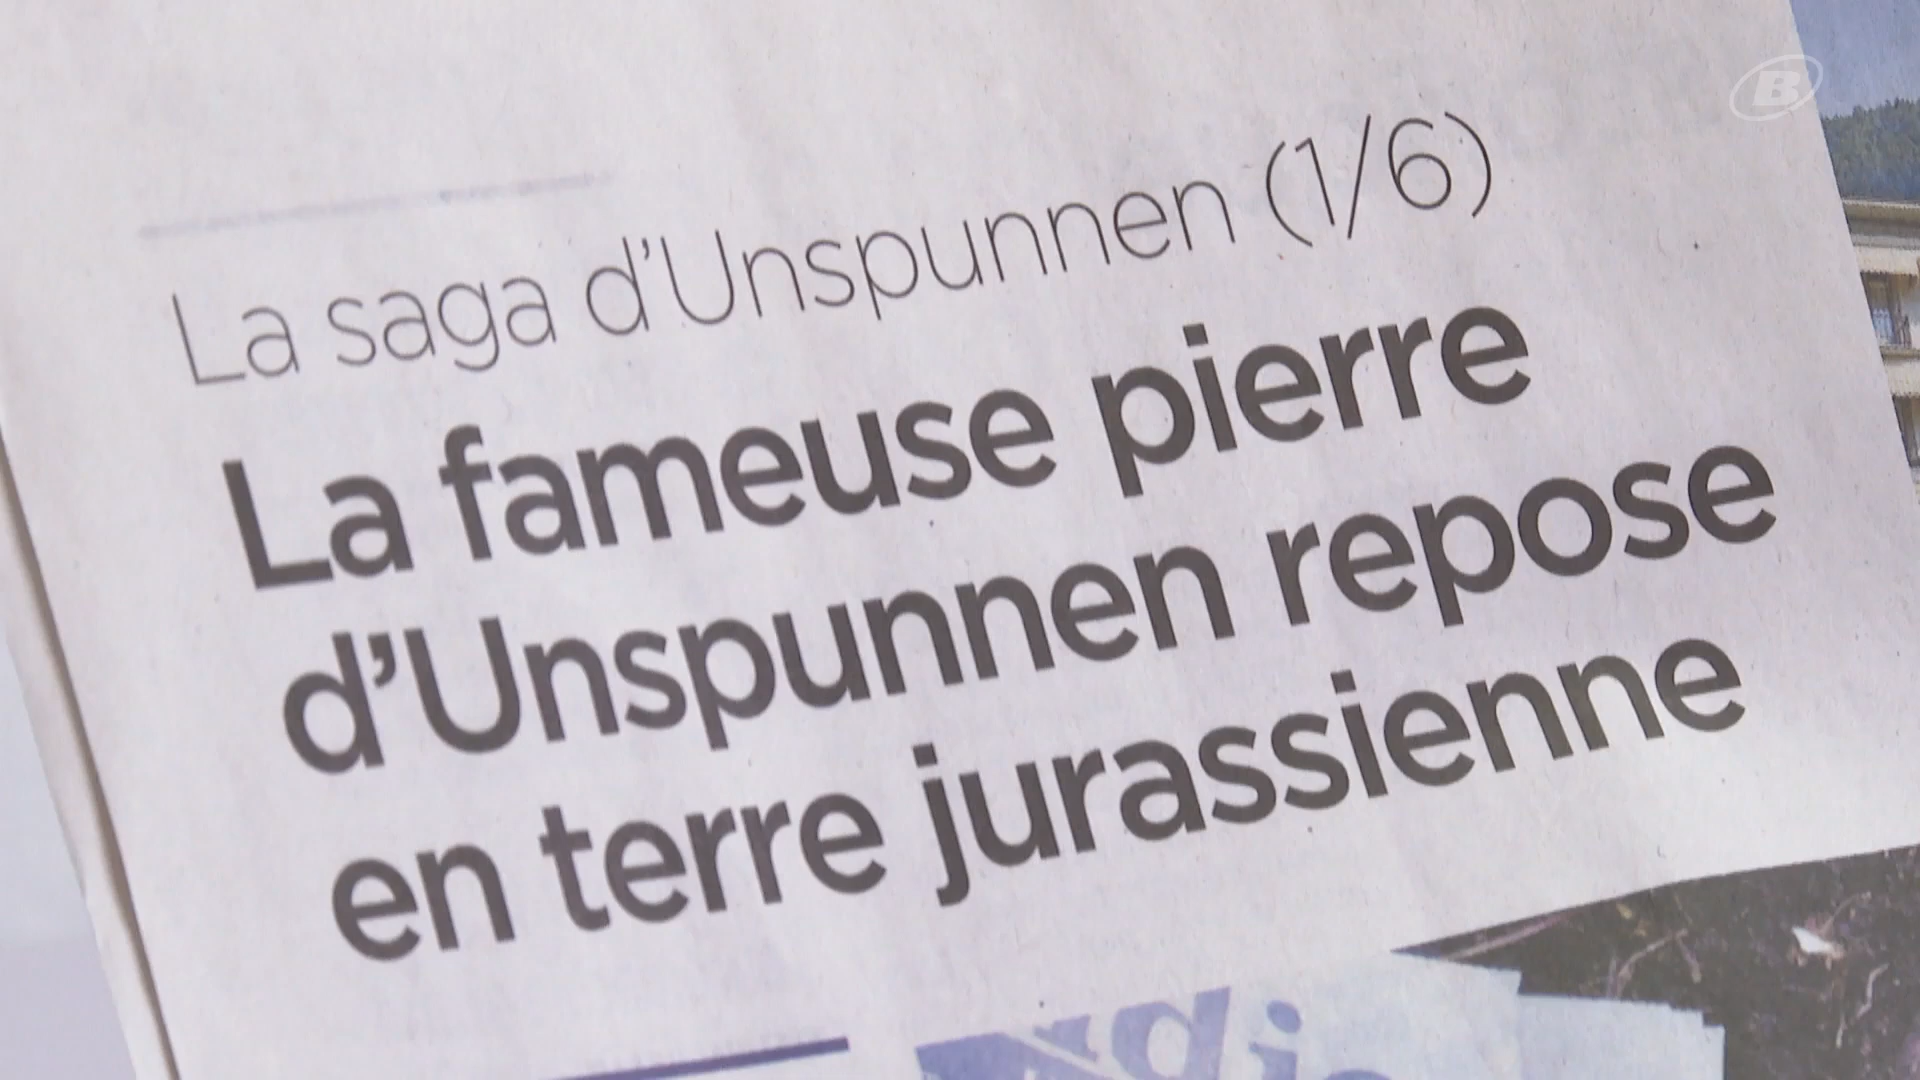 B
La saga d'Unspunnen (1/6)
La fameuse pierre
d'Unspunnen repose
en terre jurassienne